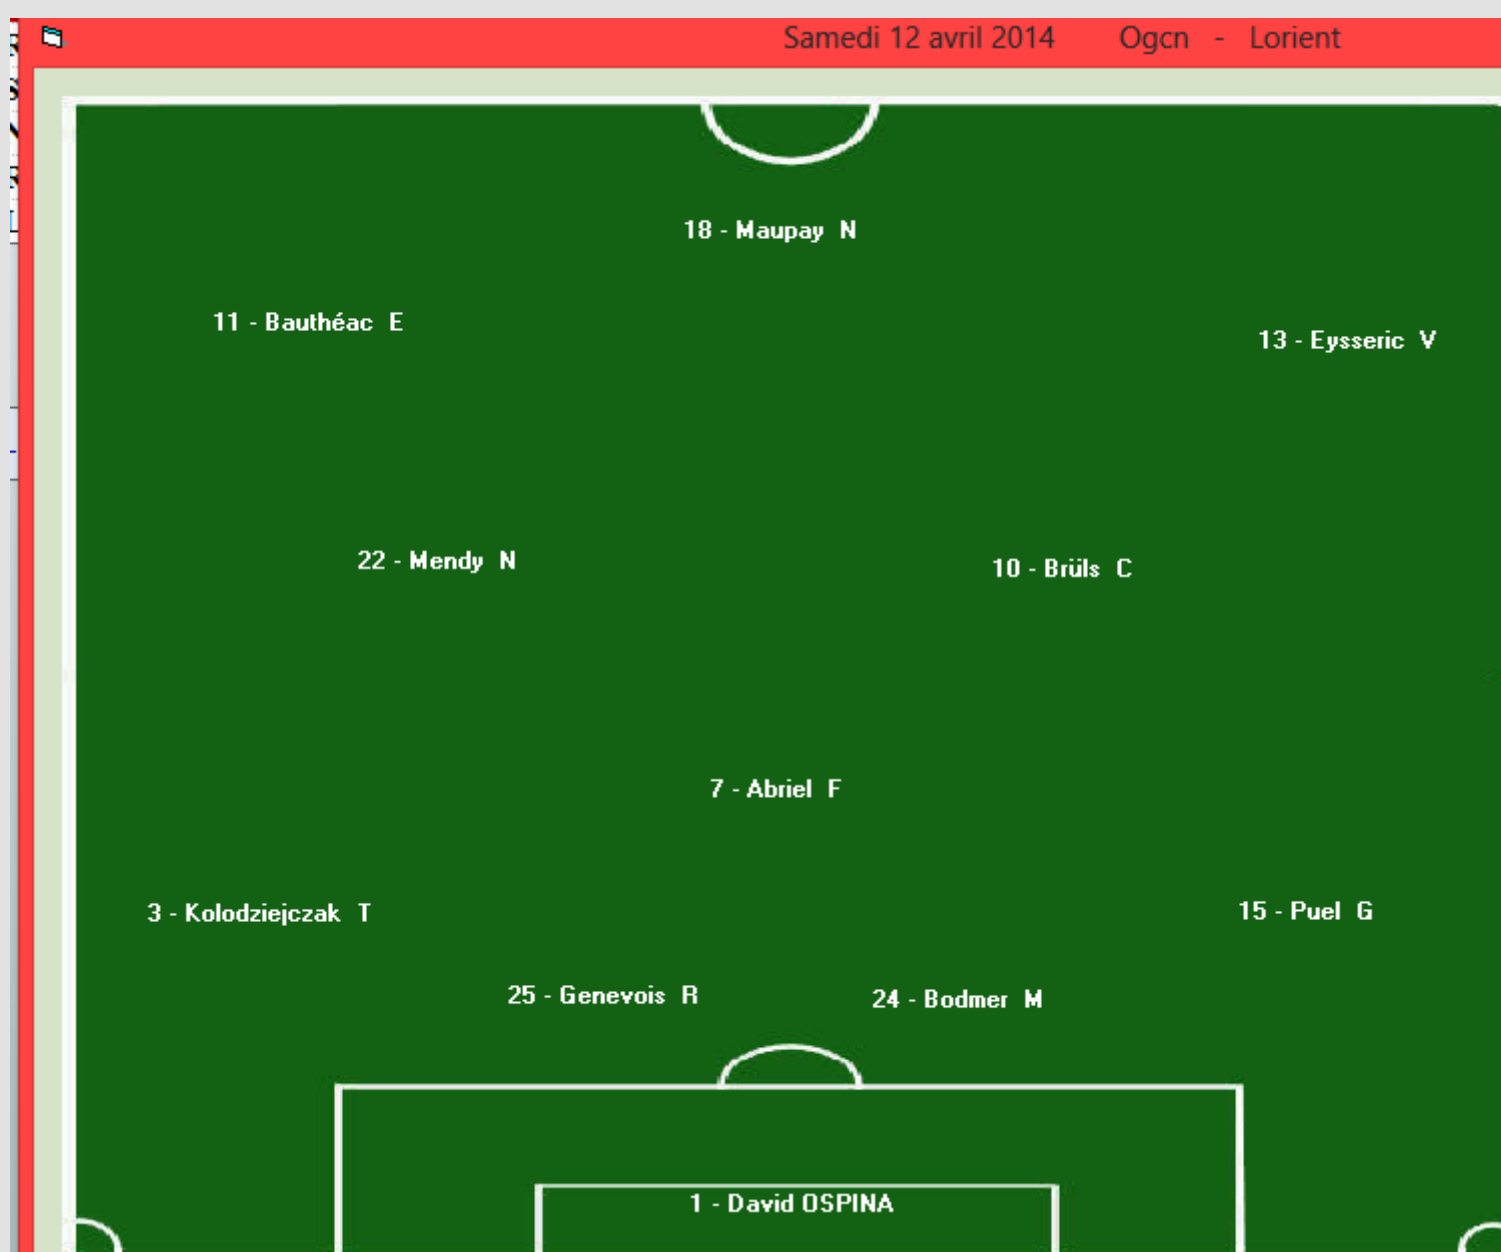 Samedi 12 avril 2014 Ogcn - Lorient
18 - Maupay N
11 - Bauthéac E
13 - Eysseric V
22 - Mendy N
10 - Brüls C
7 - Abriel F
3 - Kolodziejczak T
15 - Puel G
25 - Genevois R
24 - Bodmer M
1 - David OSPINA